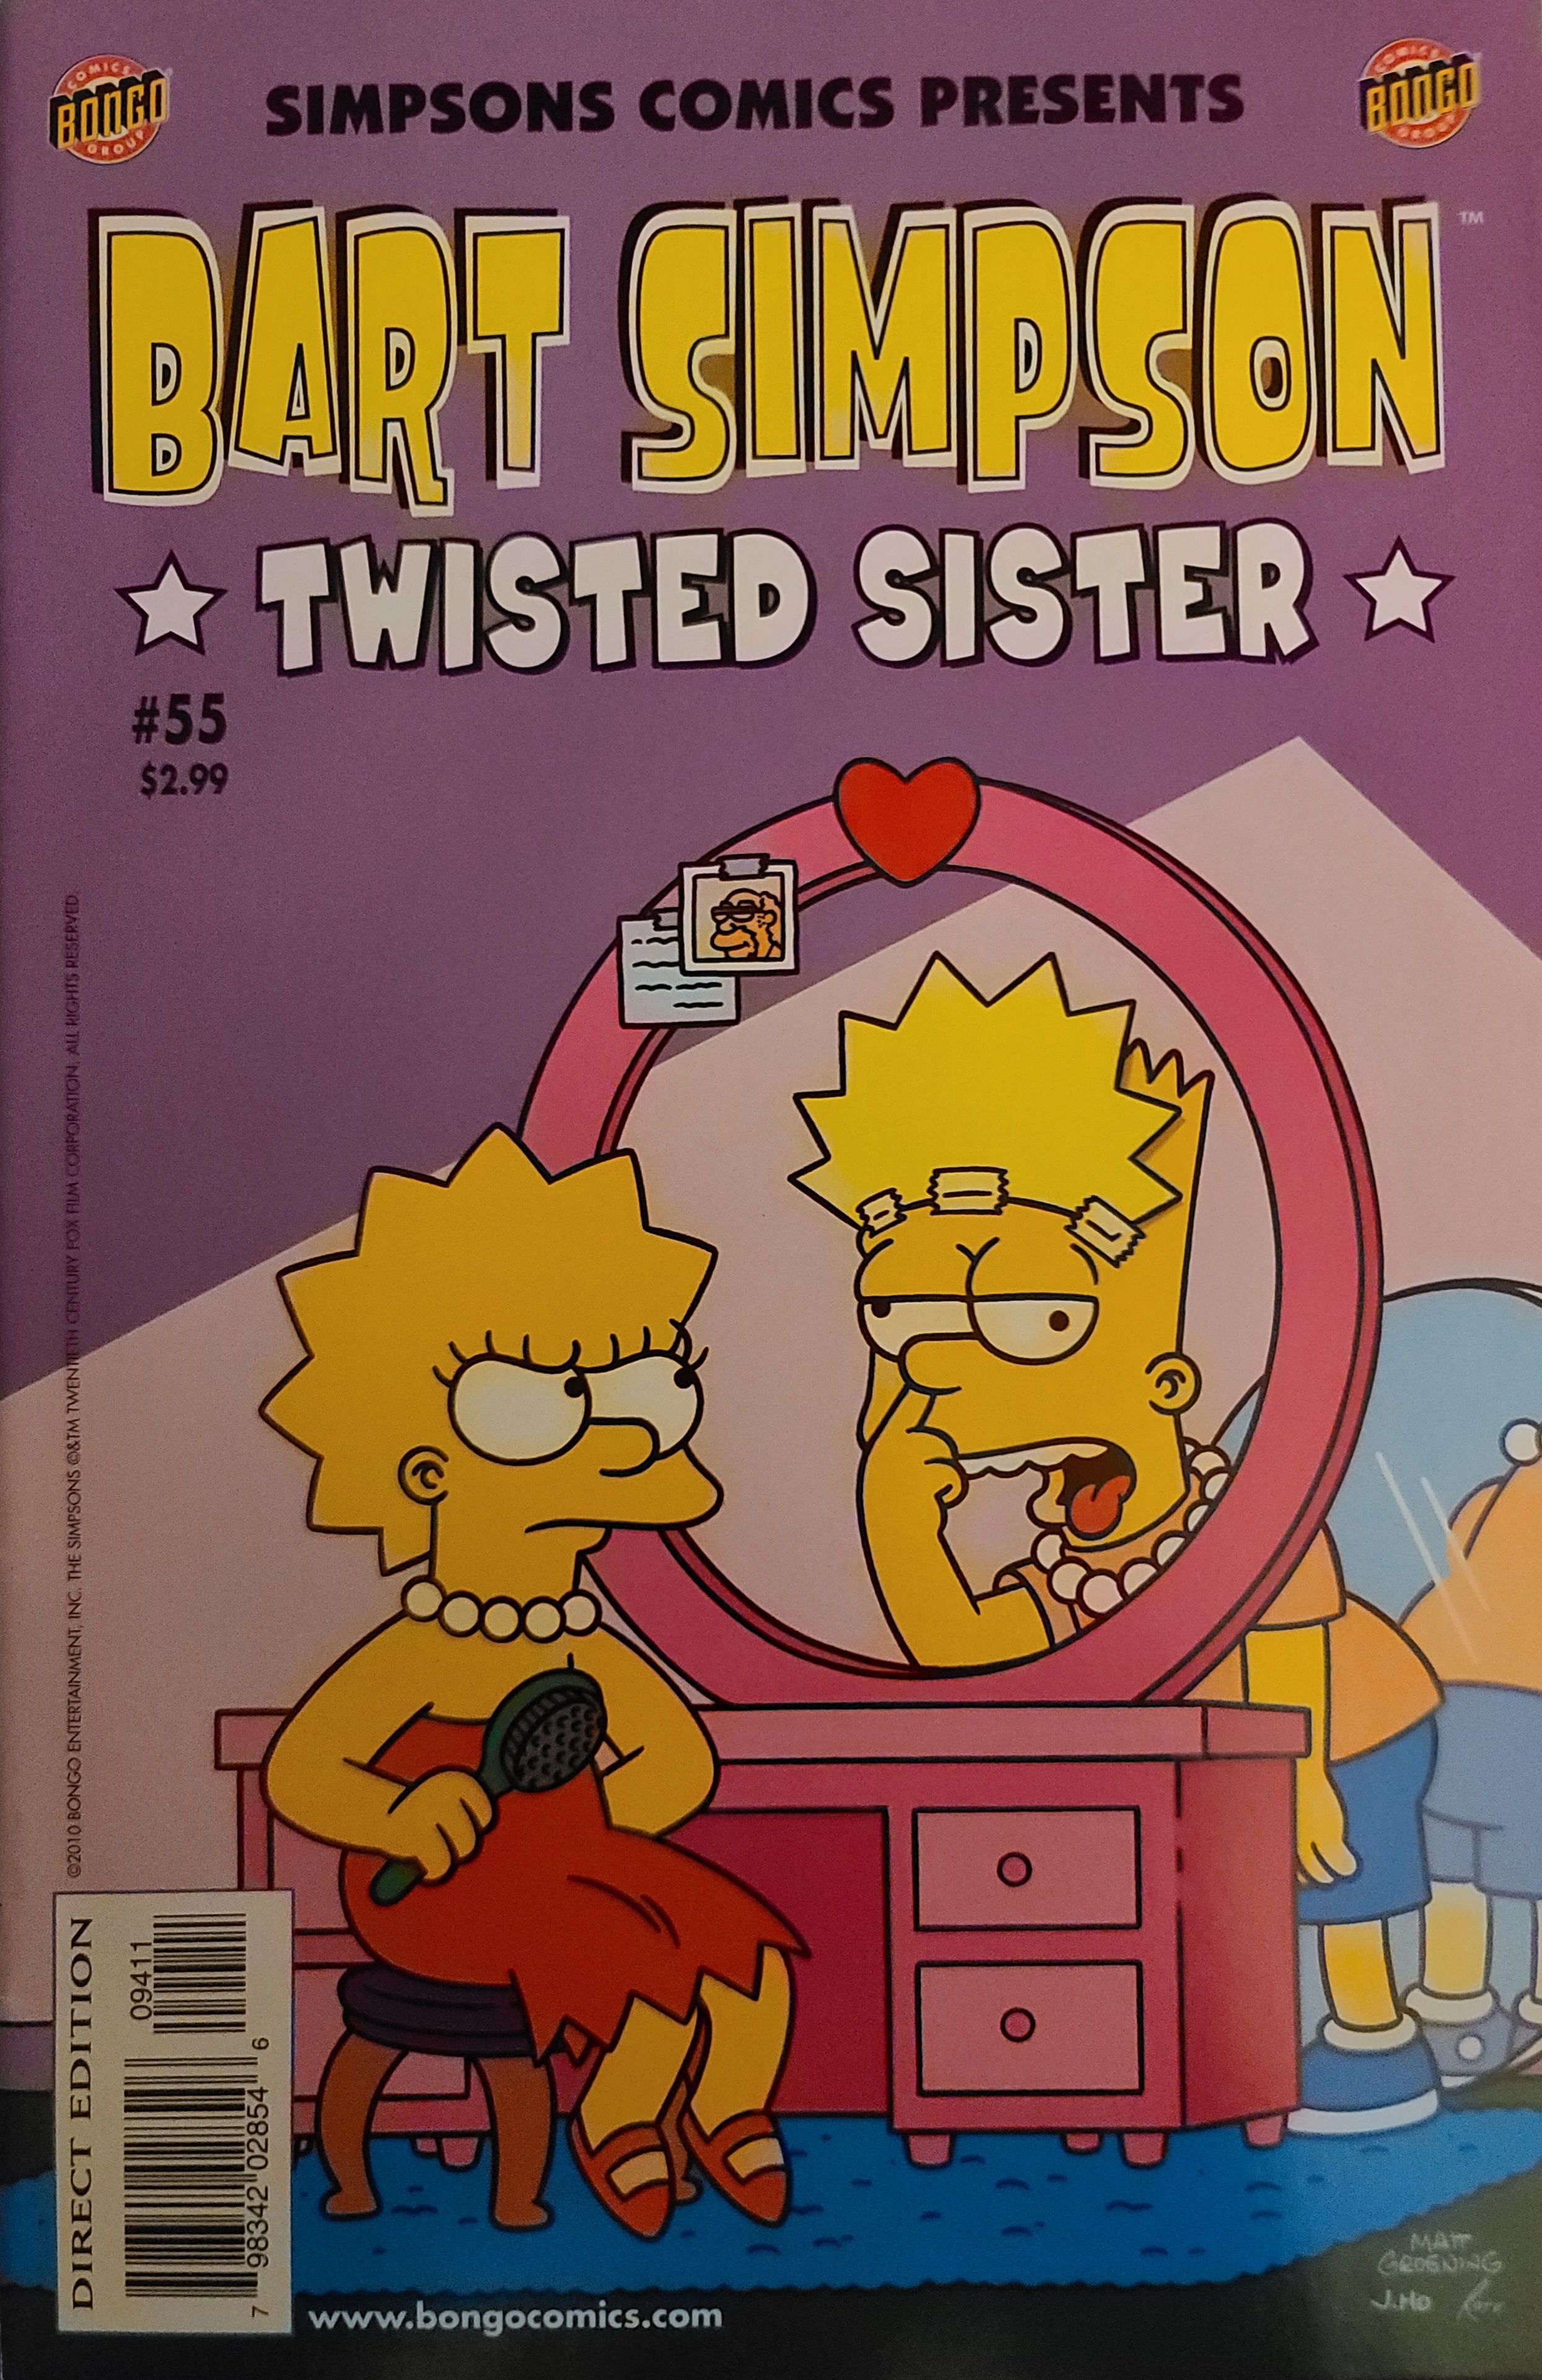 COMICS
BONGO
GROUP
SIMPSONS COMICS PRESENTS
COMICS
BONGO
GROUP
BART SIMPSON
TM
TWISTED SISTER
#55
$2.99
©2010 BONGO ENTERTAINMENT, INC. THE SIMPSONS ©&TM TWENTIETH CENTURY FOX FILM CORPORATION. ALL RIGHTS RESERVED.
DIRECT EDITION
09411
7 98342 02854 6
www.bongocomics.com
MATT
GROENING
J.HO